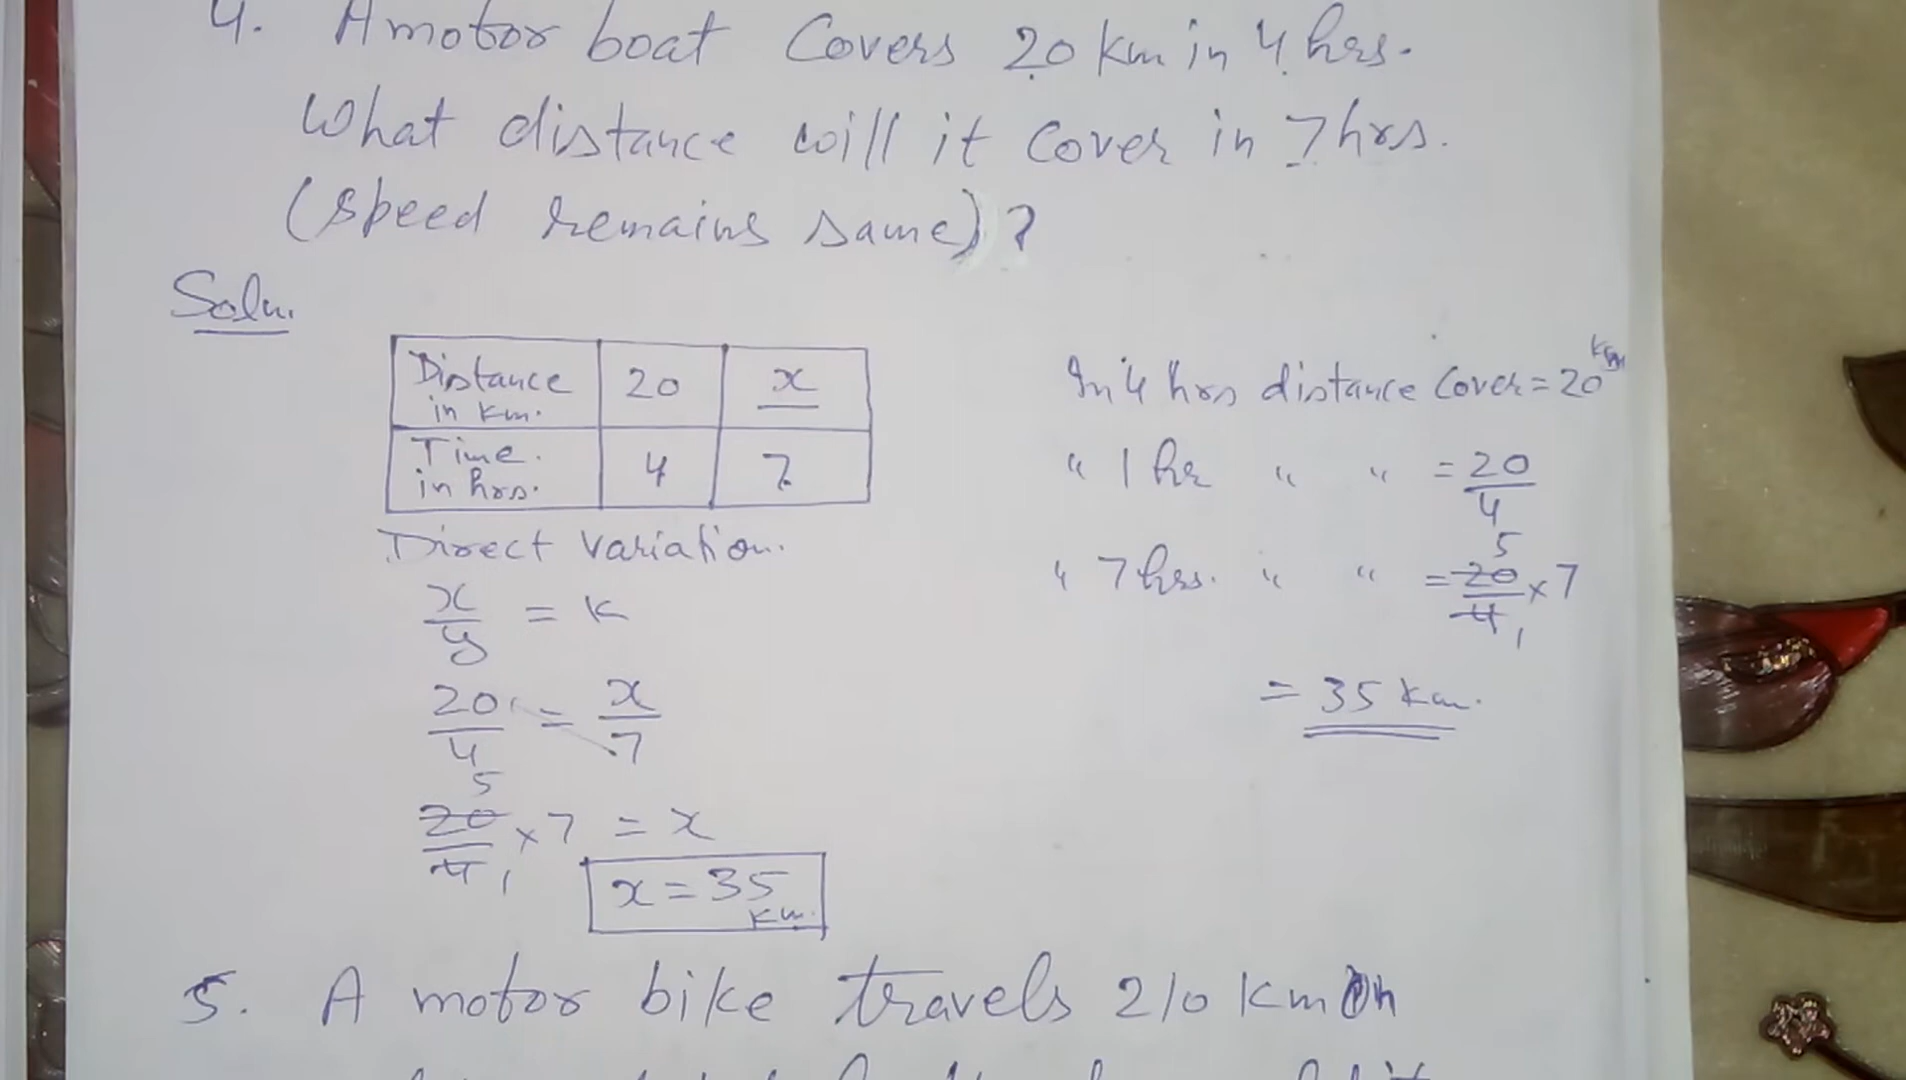 4. A motor boat Covers 20 km in 4 hrs.
What distance will it Cover in 7 hrs.
(speed remains same)?
Soln.
Distance in km. 20 x
Time. in hrs. 4 7
Direct variation.
x/y = K
20/4 = x/7
5
20/4 x 7 = x
1
x = 35 km.
In 4 hrs distance Cover = 20 km
" 1 hr " " = 20/4
5
" 7 hrs. " " = 20/4 x 7
1
= 35 km.
5. A motor bike travels 210 km on